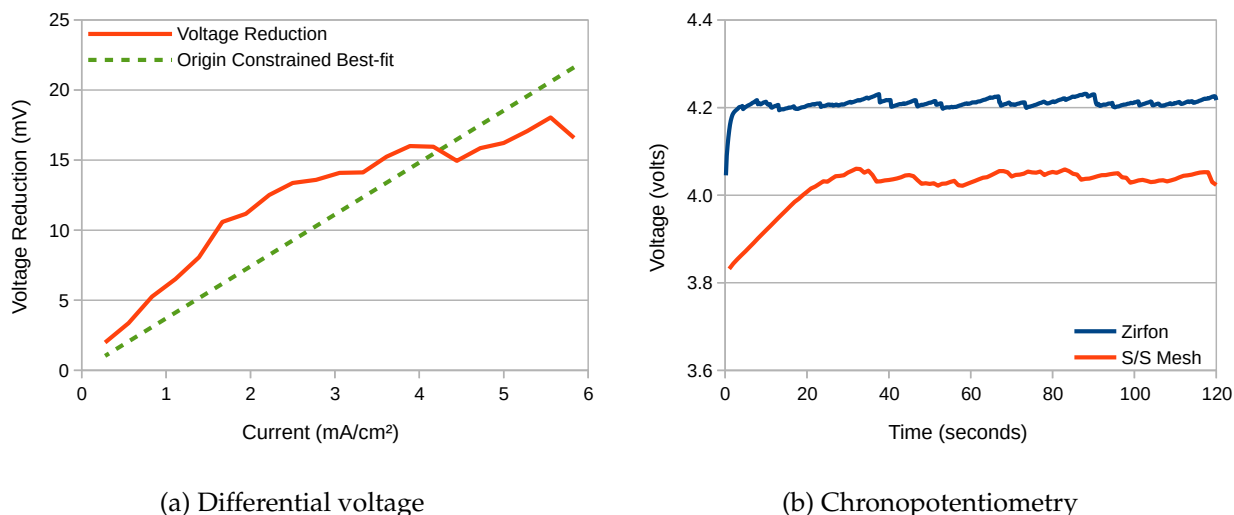 25
20
15
10
5
0
Voltage Reduction (mV)
Voltage Reduction
Origin Constrained Best-fit
0 1 2 3 4 5 6
Current (mA/cm²)
(a) Differential voltage
4.4
4.2
4.0
3.8
3.6
Voltage (volts)
Zirfon
S/S Mesh
0 20 40 60 80 100 120
Time (seconds)
(b) Chronopotentiometry